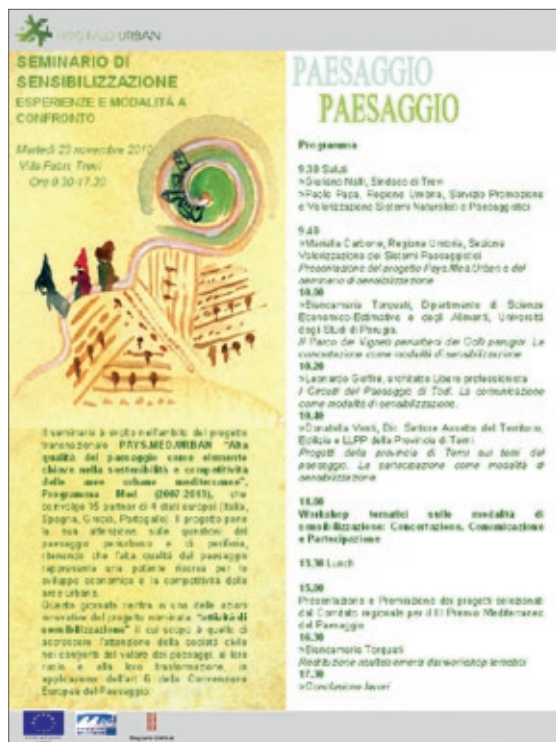 PAYS.MED.URBAN
SEMINARIO DI
SENSIBILIZZAZIONE
ESPERIENZE E MODALITÀ A
CONFRONTO
Martedì 23 novembre 2010
Villa Fabri, Trevi
Ore 9.30-17.30
Il seminario è svolto nell'ambito del progetto
transnazionale PAYS.MED.URBAN "Alta
qualità del paesaggio come elemento
chiave nella sostenibilità e competitività
delle aree urbane mediterranee".
Programma Med (2007-2013), che
coinvolge 15 partner di 4 stati europei (Italia,
Spagna, Grecia, Portogallo). Il progetto pone
la sua attenzione sulle questioni del
paesaggio periurbano e di periferia,
ritenendo che l'alta qualità del paesaggio
rappresenta una potente risorsa per lo
sviluppo economico e la competitività delle
aree urbane.
Questa giornata rientra in una delle azioni
innovative del progetto nominata "attività di
sensibilizzazione" il cui scopo è quello di
accrescere l'attenzione della società civile
nei confronti del valore dei paesaggi, al loro
ruolo e alla loro trasformazione, in
applicazione dell'art 6 della Convenzione
Europea del Paesaggio.
PAESAGGIO
PAESAGGIO
Programma
9.30 Saluti
>Giuliano Nalli, Sindaco di Trevi
>Paolo Papa, Regione Umbria, Servizio Promozione
e Valorizzazione Sistemi Naturalistici e Paesaggistici
9.40
>Mariella Carbone, Regione Umbria, Sezione
Valorizzazione dei Sistemi Paesaggistici
Presentazione del progetto Pays.Med.Urban e del
seminario di sensibilizzazione
10.00
>Biancamaria Torquati, Dipartimento di Scienze
Economico-Estimative e degli Alimenti, Università
degli Studi di Perugia.
Il Parco dei Vigneti periurbani dei Colli perugini. La
concertazione come modalità di sensibilizzazione
10.20
>Leonardo Gioffré, architetto Libero professionista
I Circuiti del Paesaggio di Todi. La comunicazione
come modalità di sensibilizzazione.
10.40
>Donatella Venti, Dir. Settore Assetto del Territorio,
Edilizia e LLPP della Provincia di Terni
Progetti della provincia di Terni sui temi del
paesaggio. La partecipazione come modalità di
sensibilizzazione
11.00
Workshop tematici sulle modalità di
sensibilizzazione: Concertazione, Comunicazione
e Partecipazione
13.30 Lunch
15.00
Presentazione e Premiazione dei progetti selezionati
dal Comitato regionale per il III Premio Mediterraneo
del Paesaggio
16.30
>Biancamaria Torquati
Restituzione risultati emersi dai workshop tematici
17.30
>Conclusione lavori